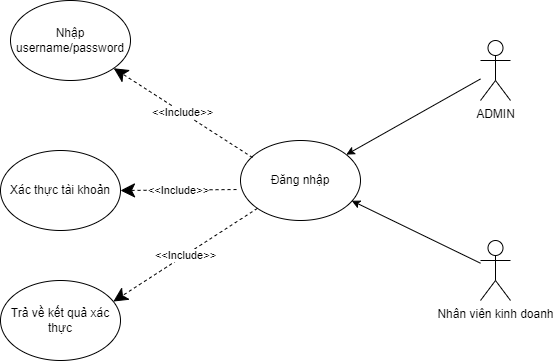 Nhập
username/password
<<Include>>
ADMIN
Đăng nhập
Xác thực tài khoản
<<Include>>
<<Include>>
Trả về kết quả xác
thực
Nhân viên kinh doanh